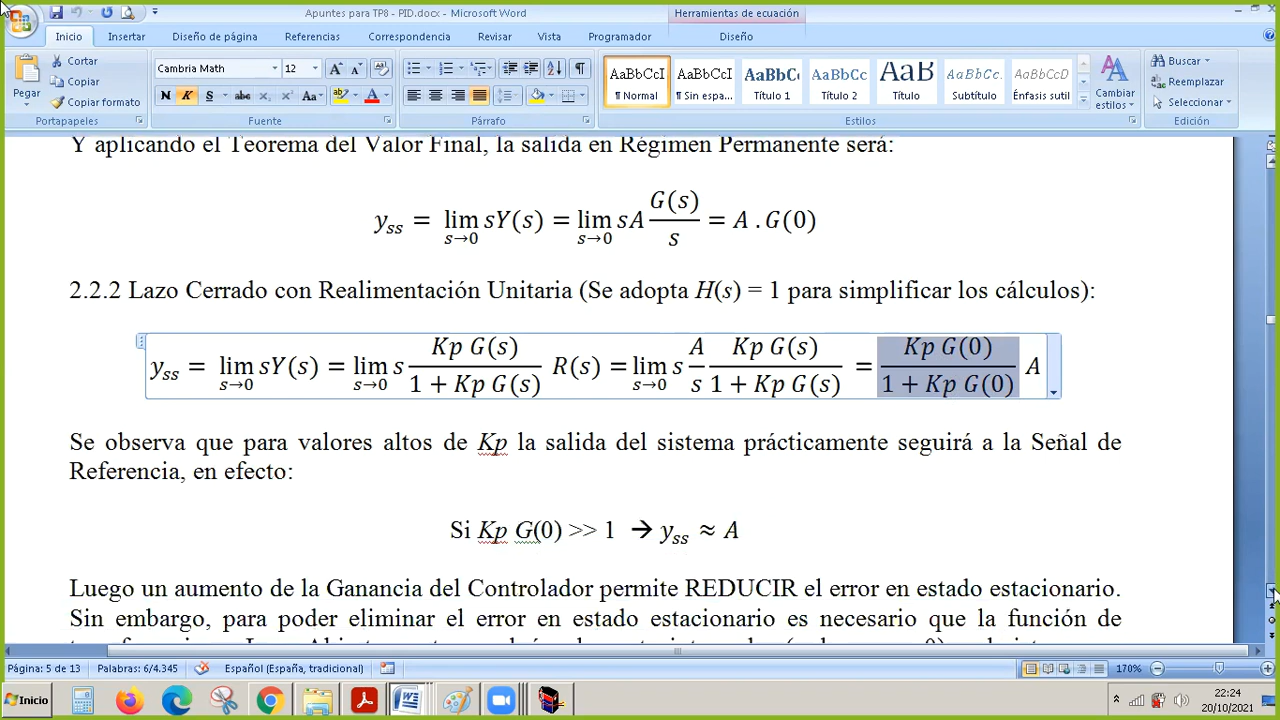 Apuntes para TP8 - PID.docx - Microsoft Word
Herramientas de ecuación
Inicio Insertar Diseño de página Referencias Correspondencia Revisar Vista Programador Diseño
Pegar
Cortar
Copiar
Copiar formato
Portapapeles
Cambria Math 12
N K S abc x₂ x² Aa
Fuente
Párrafo
AaBbCcI AaBbCcI AaBbC AaBbCc AaB AaBbCc. AaBbCcI
¶ Normal ¶ Sin espa... Título 1 Título 2 Título Subtítulo Énfasis sutil
Cambiar estilos
Estilos
Buscar
Reemplazar
Seleccionar
Edición
Y aplicando el Teorema del Valor Final, la salida en Régimen Permanente será:
y_ss = lim_{s→0} sY(s) = lim_{s→0} sA G(s)/s = A . G(0)
2.2.2 Lazo Cerrado con Realimentación Unitaria (Se adopta H(s) = 1 para simplificar los cálculos):
y_ss = lim_{s→0} sY(s) = lim_{s→0} s (Kp G(s))/(1 + Kp G(s)) R(s) = lim_{s→0} s A/s (Kp G(s))/(1 + Kp G(s)) = (Kp G(0))/(1 + Kp G(0)) A
Se observa que para valores altos de Kp la salida del sistema prácticamente seguirá a la Señal de
Referencia, en efecto:
Si Kp G(0) >> 1 → y_ss ≈ A
Luego un aumento de la Ganancia del Controlador permite REDUCIR el error en estado estacionario.
Sin embargo, para poder eliminar el error en estado estacionario es necesario que la función de
Página: 5 de 13 Palabras: 6/4.345 Español (España, tradicional) 170%
Inicio
22:24
20/10/2021